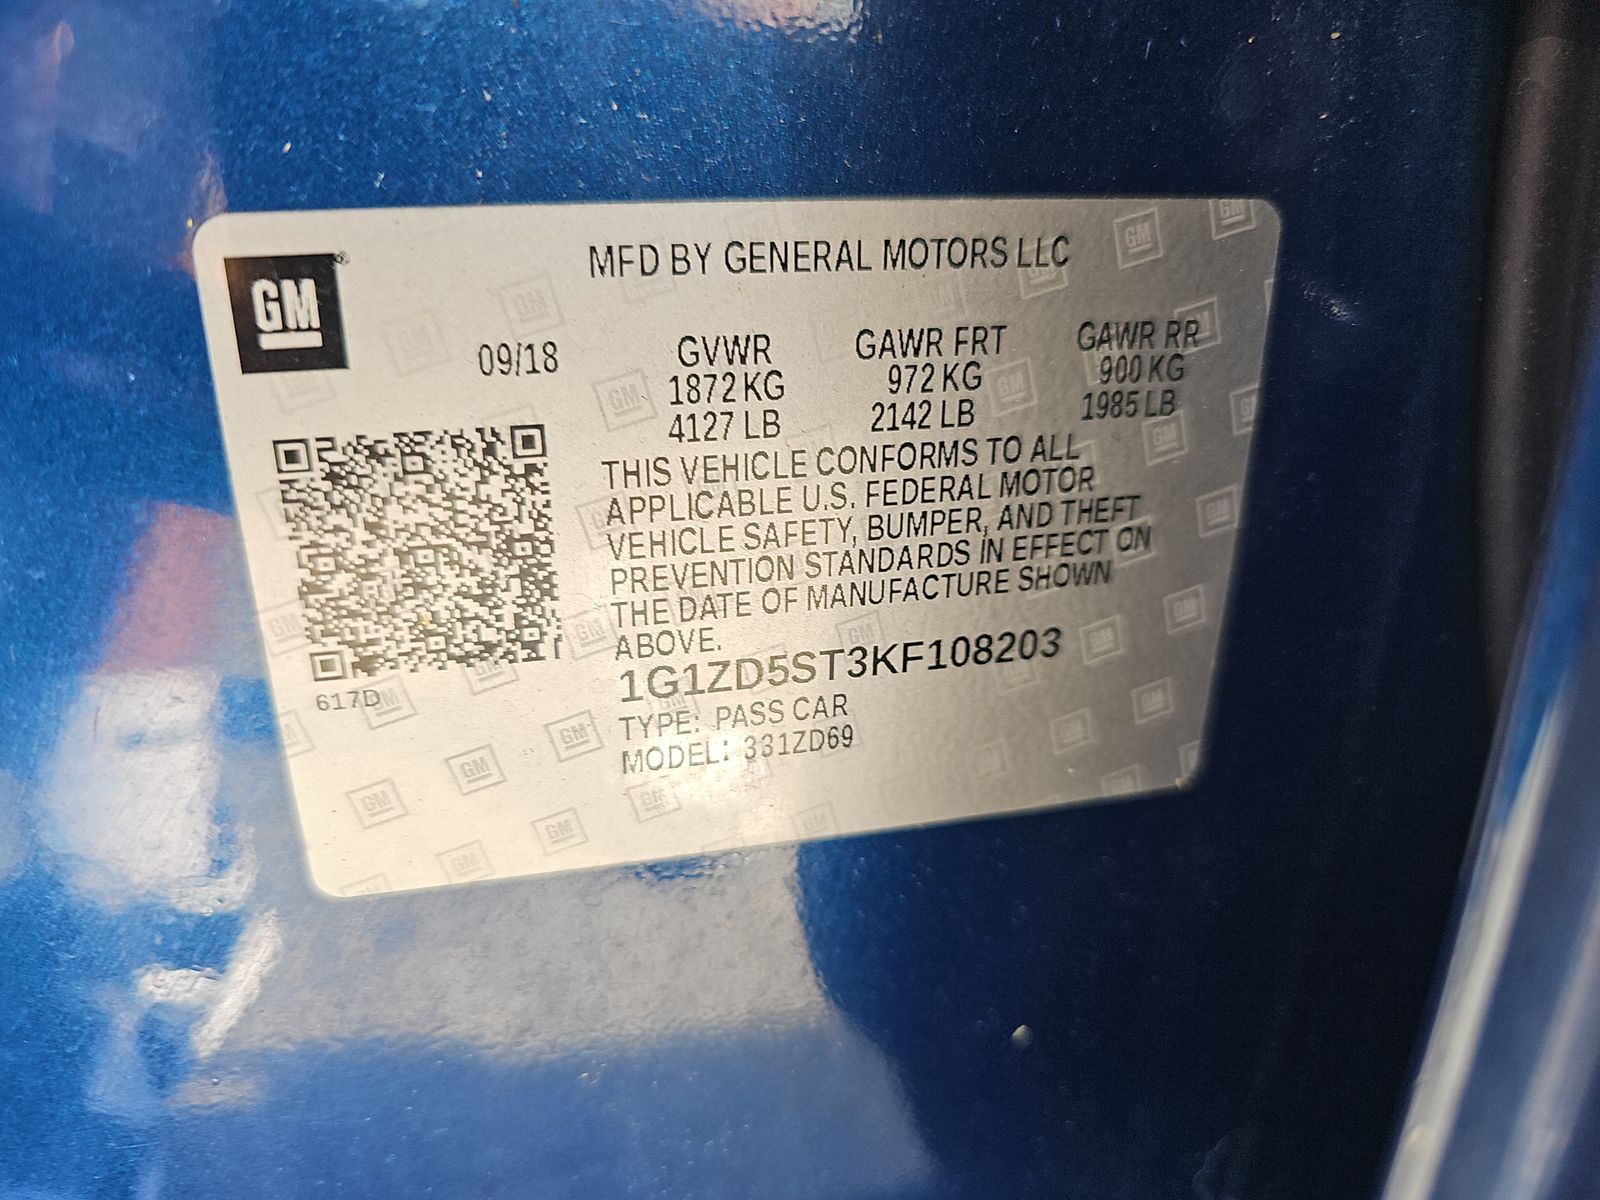 GM
MFD BY GENERAL MOTORS LLC
09/18
GVWR GAWR FRT GAWR RR
1872 KG 972 KG 900 KG
4127 LB 2142 LB 1985 LB
THIS VEHICLE CONFORMS TO ALL
APPLICABLE U.S. FEDERAL MOTOR
VEHICLE SAFETY, BUMPER, AND THEFT
PREVENTION STANDARDS IN EFFECT ON
THE DATE OF MANUFACTURE SHOWN
ABOVE.
1G1ZD5ST3KF108203
TYPE: PASS CAR
MODEL: 331ZD69
617D